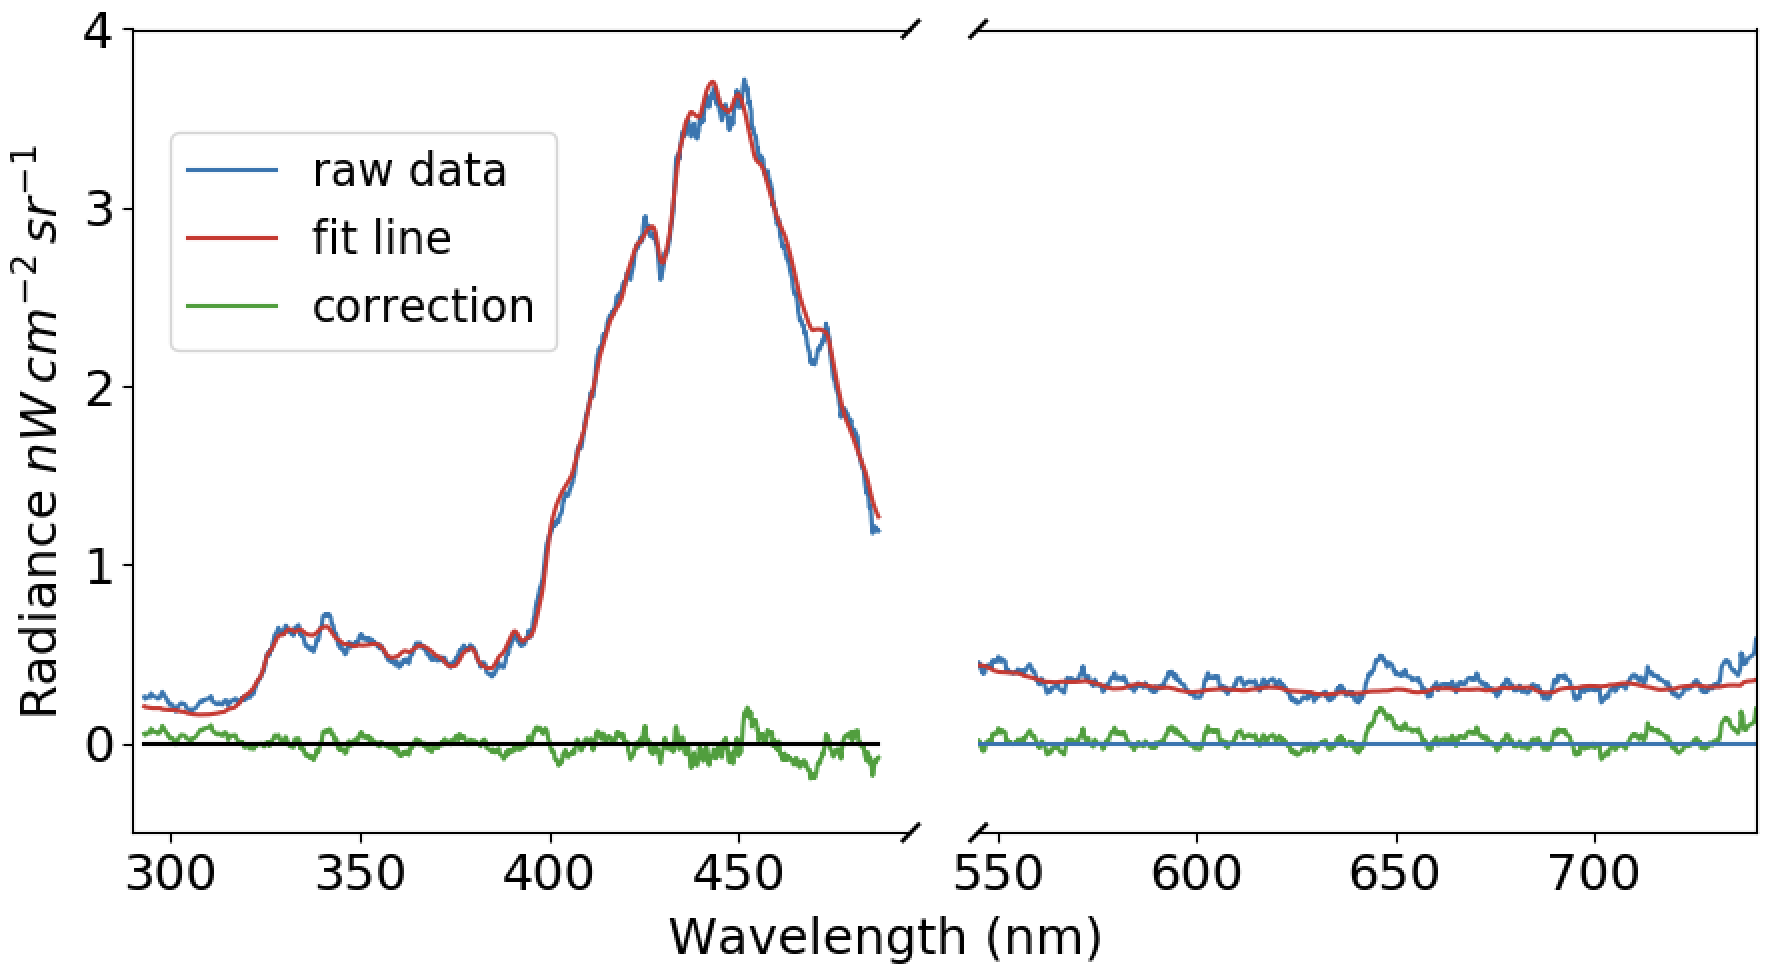 4
3
2
1
0
Radiance nW cm⁻² sr⁻¹
raw data
fit line
correction
300 350 400 450 550 600 650 700
Wavelength (nm)